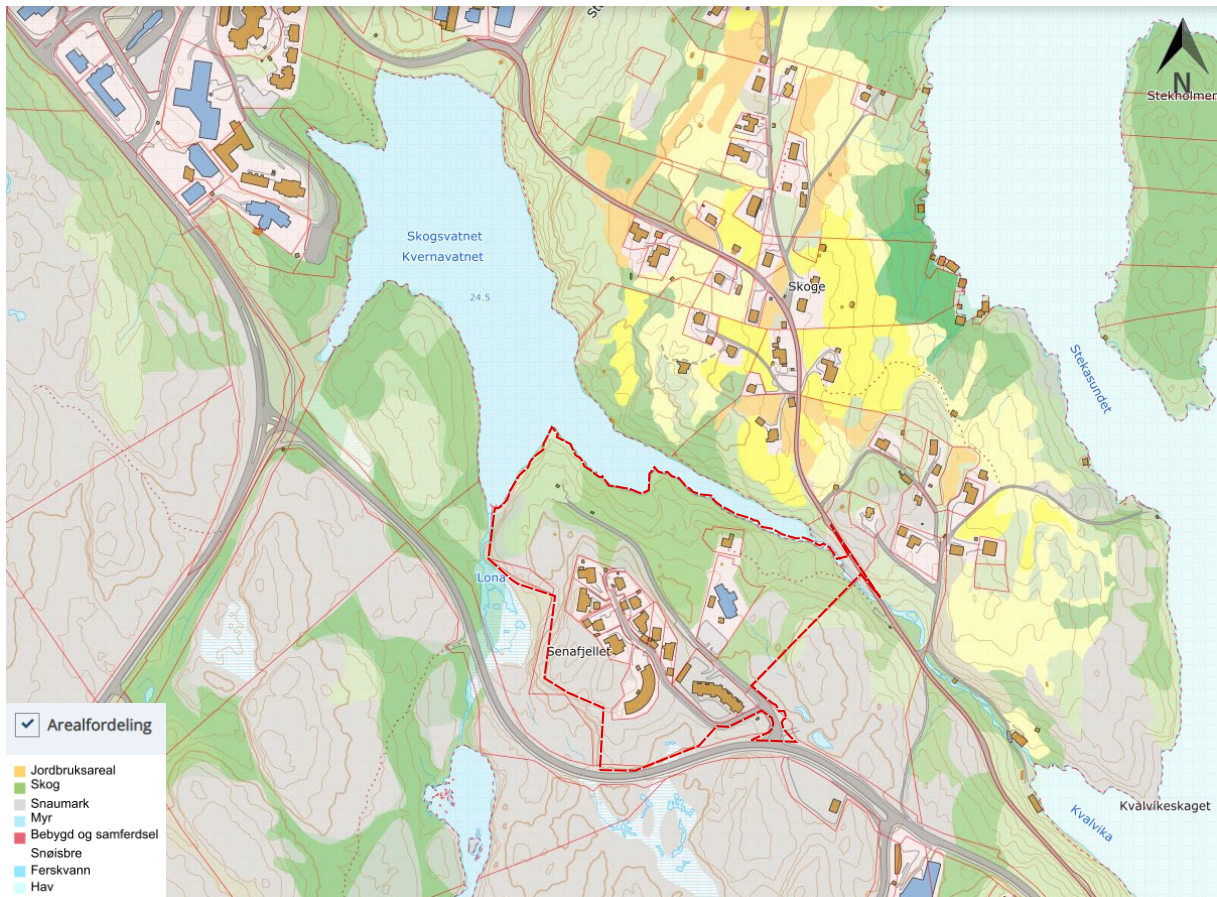 N
Stekholmen
Skogsvatnet
Kvernavatnet
24.5
Skoge
Stekasundet
Lona
Senafjellet
Arealfordeling
Jordbruksareal
Skog
Snaumark
Myr
Bebygd og samferdsel
Snøisbre
Ferskvann
Hav
Kvalvikeskaget
Kvalvika